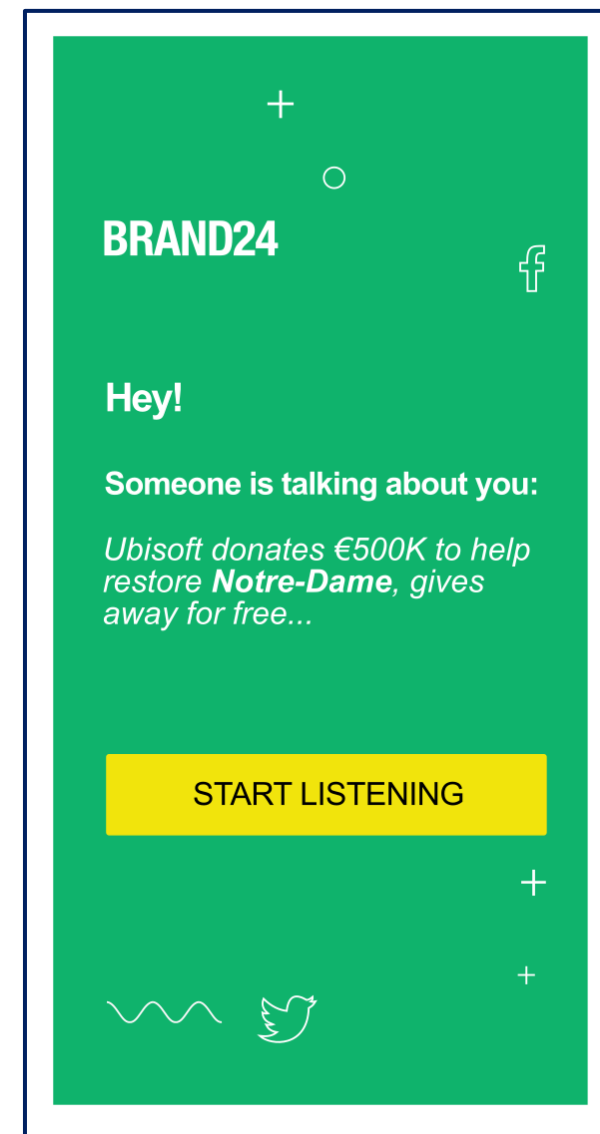 BRAND24
Hey!
Someone is talking about you:
Ubisoft donates €500K to help
restore Notre-Dame, gives
away for free...
START LISTENING